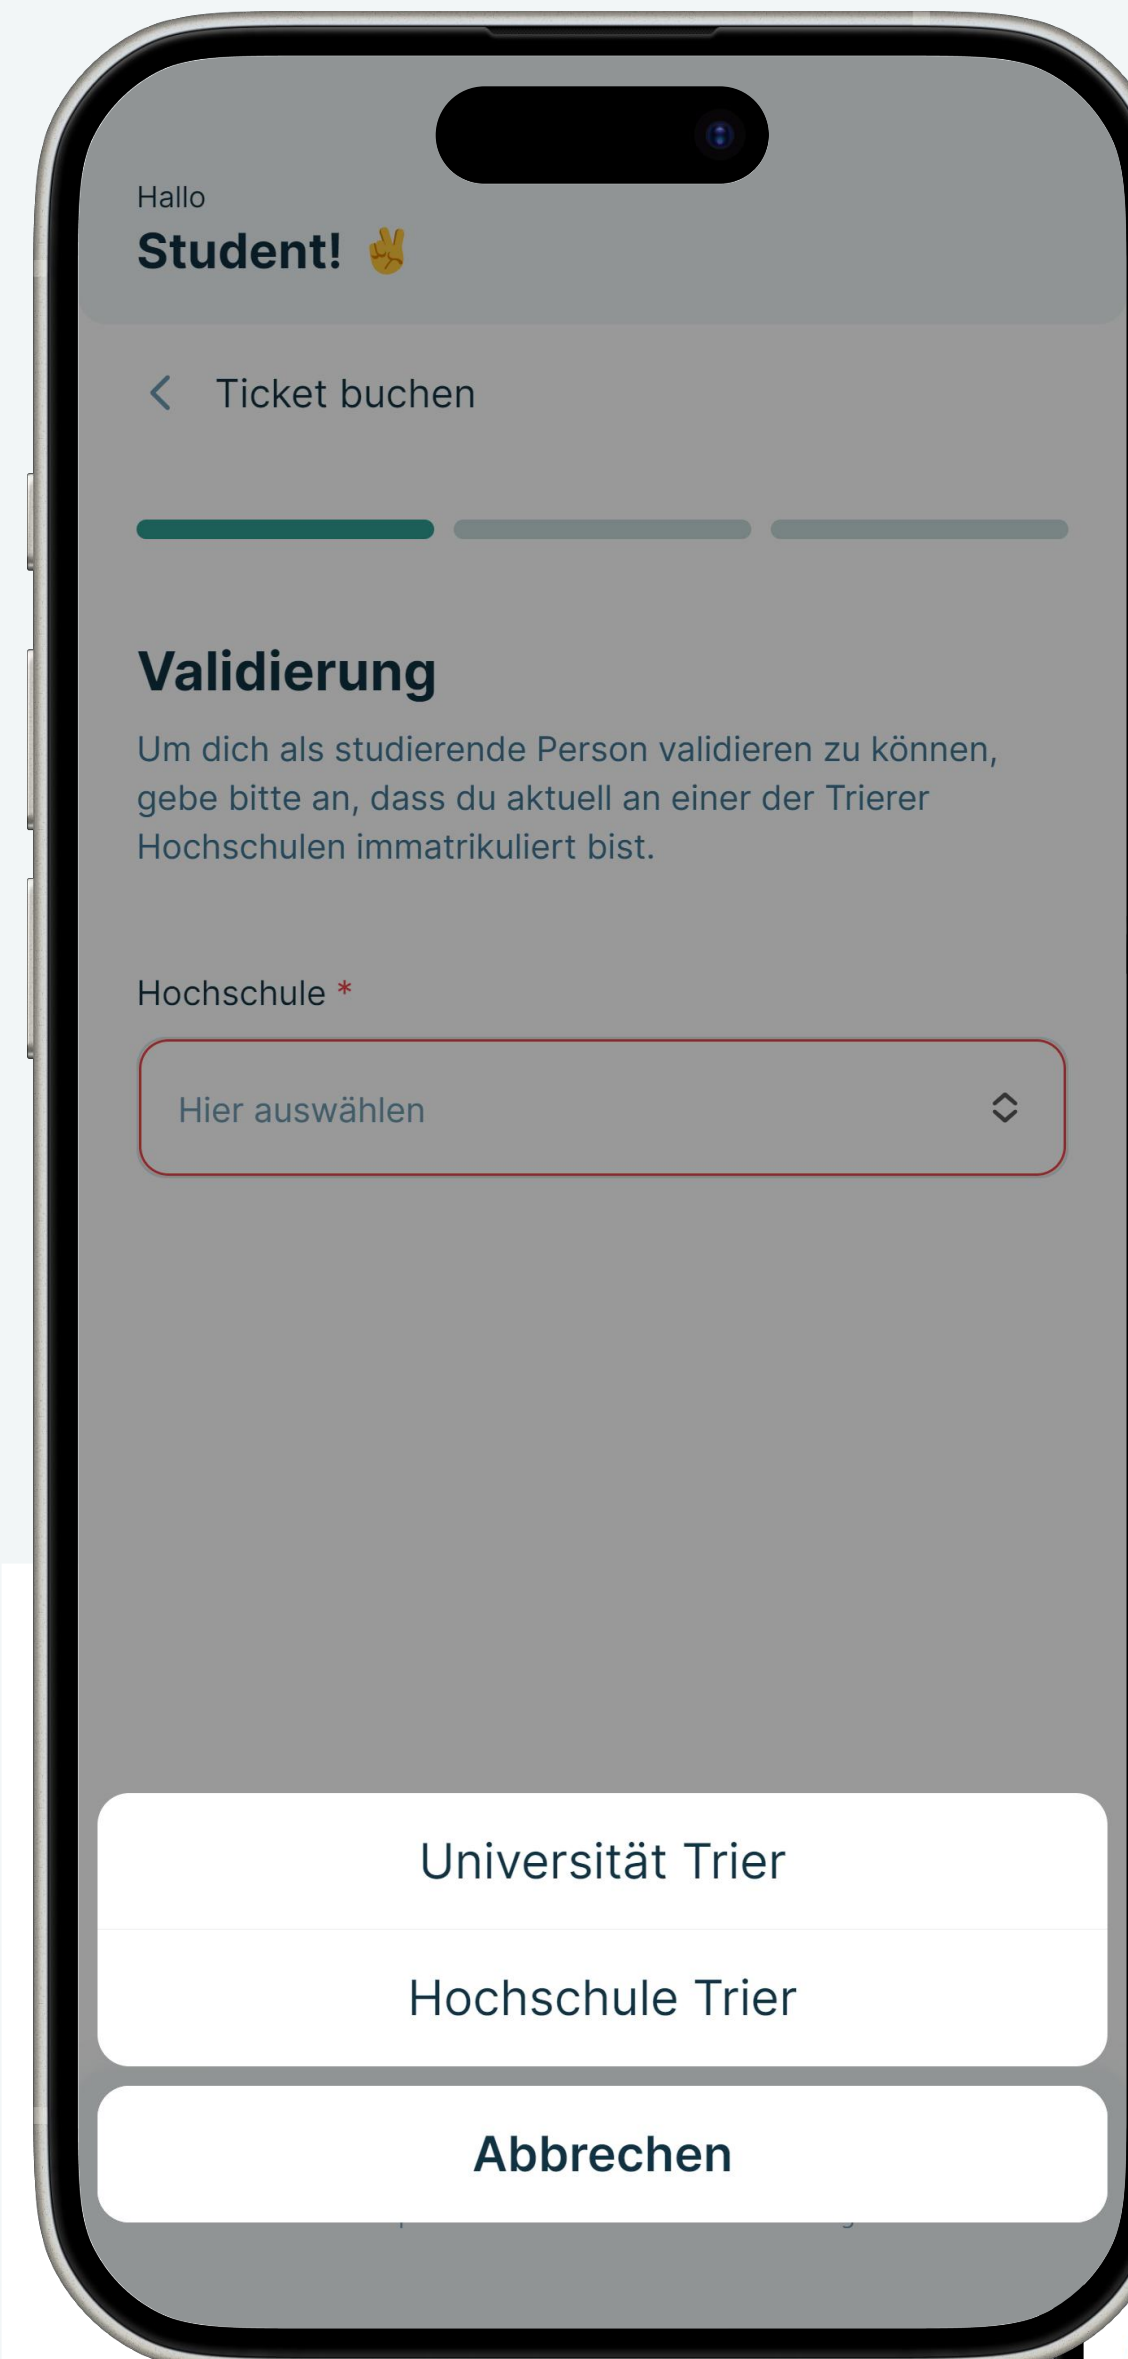 Hallo
Student! ✌️
Ticket buchen
Validierung
Um dich als studierende Person validieren zu können,
gebe bitte an, dass du aktuell an einer der Trierer
Hochschulen immatrikuliert bist.
Hochschule *
Hier auswählen
Universität Trier
Hochschule Trier
Abbrechen